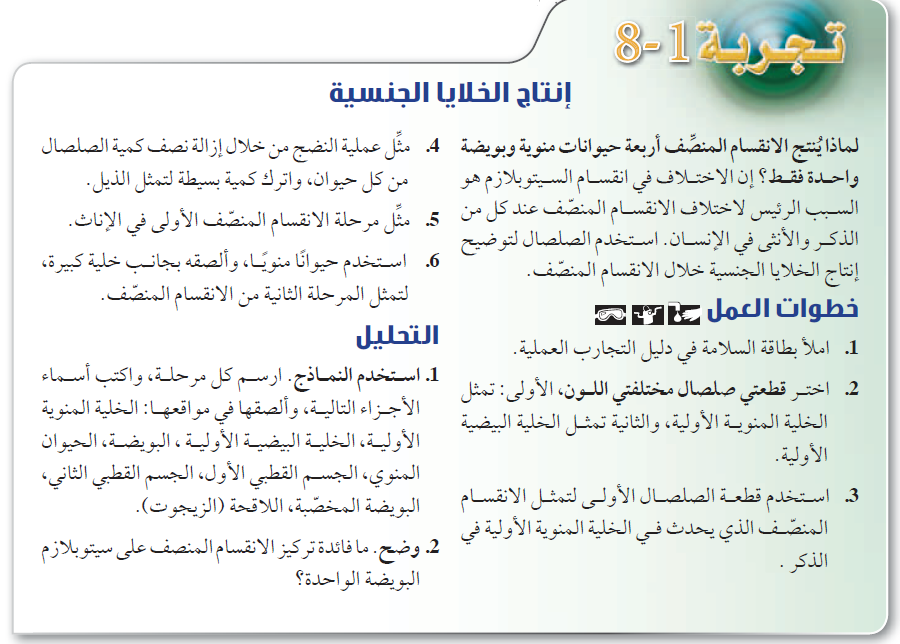 تجربة 1-8
إنتاج الخلايا الجنسية
لماذا يُنتج الانقسام المنصِّف أربعة حيوانات منوية وبويضة
واحدة فقط؟ إن الاختلاف في انقسام السيتوبلازم هو
السبب الرئيس لاختلاف الانقسام المنصّف عند كل من
الذكر والأنثى في الإنسان. استخدم الصلصال لتوضيح
إنتاج الخلايا الجنسية خلال الانقسام المنصّف.
خطوات العمل
1. املأ بطاقة السلامة في دليل التجارب العملية.
2. اختر قطعتي صلصال مختلفتي اللون، الأولى: تمثل
الخلية المنوية الأولية، والثانية تمثل الخلية البيضية
الأولية.
3. استخدم قطعة الصلصال الأولى لتمثل الانقسام
المنصّف الذي يحدث في الخلية المنوية الأولية في
الذكر .
4. مثِّل عملية النضج من خلال إزالة نصف كمية الصلصال
من كل حيوان، واترك كمية بسيطة لتمثل الذيل.
5. مثِّل مرحلة الانقسام المنصّف الأولى في الإناث.
6. استخدم حيوانًا منويًا، وألصقه بجانب خلية كبيرة،
لتمثل المرحلة الثانية من الانقسام المنصّف.
التحليل
1. استخدم النماذج. ارسم كل مرحلة، واكتب أسماء
الأجزاء التالية، وألصقها في مواقعها: الخلية المنوية
الأولية، الخلية البيضية الأولية ، البويضة، الحيوان
المنوي، الجسم القطبي الأول، الجسم القطبي الثاني،
البويضة المخصّبة، اللاقحة (الزيجوت).
2. وضح. ما فائدة تركيز الانقسام المنصف على سيتوبلازم
البويضة الواحدة؟